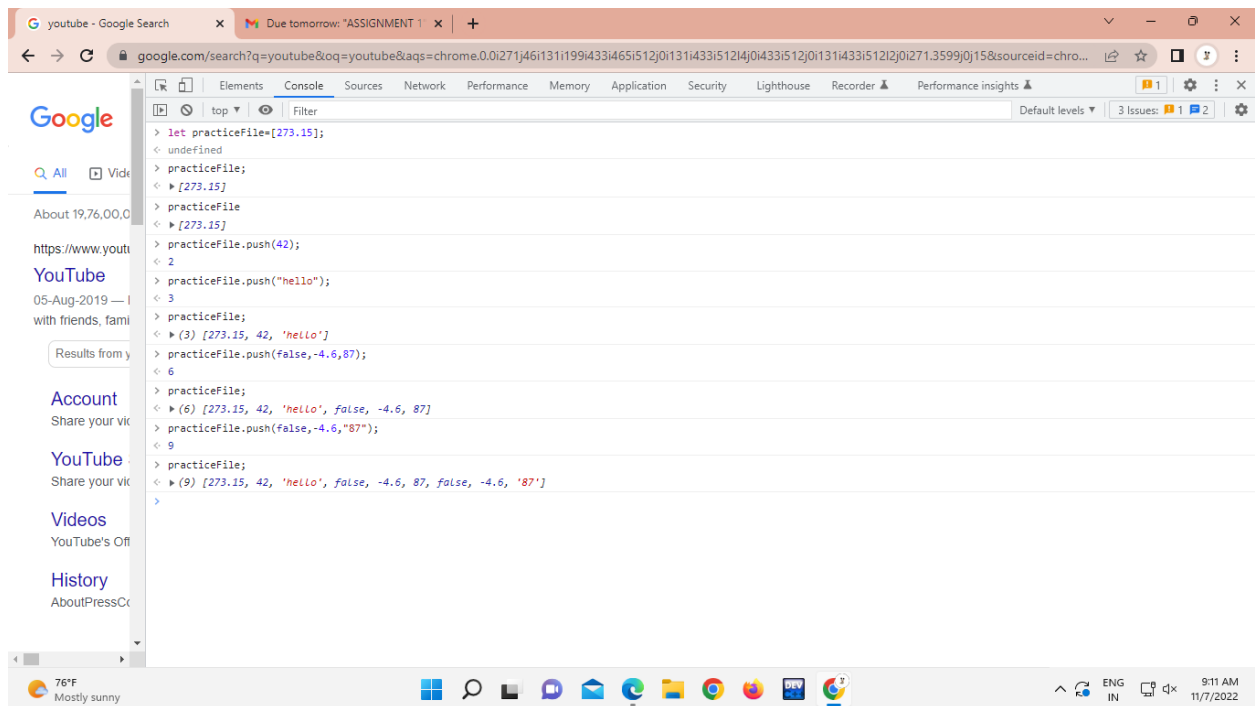 youtube - Google Search
Due tomorrow: "ASSIGNMENT 1"
google.com/search?q=youtube&oq=youtube&aqs=chrome.0.0i271j46i131i199i433i465i512j0i131i433i512l4j0i433i512j0i131i433i512l2j0i271.3599j0j15&sourceid=chro...
Elements Console Sources Network Performance Memory Application Security Lighthouse Recorder Performance insights 1
top Filter Default levels 3 Issues: 1 2
Google
All Vide
About 19,76,00,0
https://www.youtu
YouTube
05-Aug-2019 — 
with friends, fami
Results from y
Account
Share your vid
YouTube
Share your vid
Videos
YouTube's Off
History
AboutPressCo
> let practiceFile=[273.15];
undefined
> practiceFile;
[273.15]
> practiceFile
[273.15]
> practiceFile.push(42);
2
> practiceFile.push("hello");
3
> practiceFile;
(3) [273.15, 42, 'hello']
> practiceFile.push(false,-4.6,87);
6
> practiceFile;
(6) [273.15, 42, 'hello', false, -4.6, 87]
> practiceFile.push(false,-4.6,"87");
9
> practiceFile;
(9) [273.15, 42, 'hello', false, -4.6, 87, false, -4.6, '87']
>
76°F
Mostly sunny
DEV
ENG
IN
9:11 AM
11/7/2022